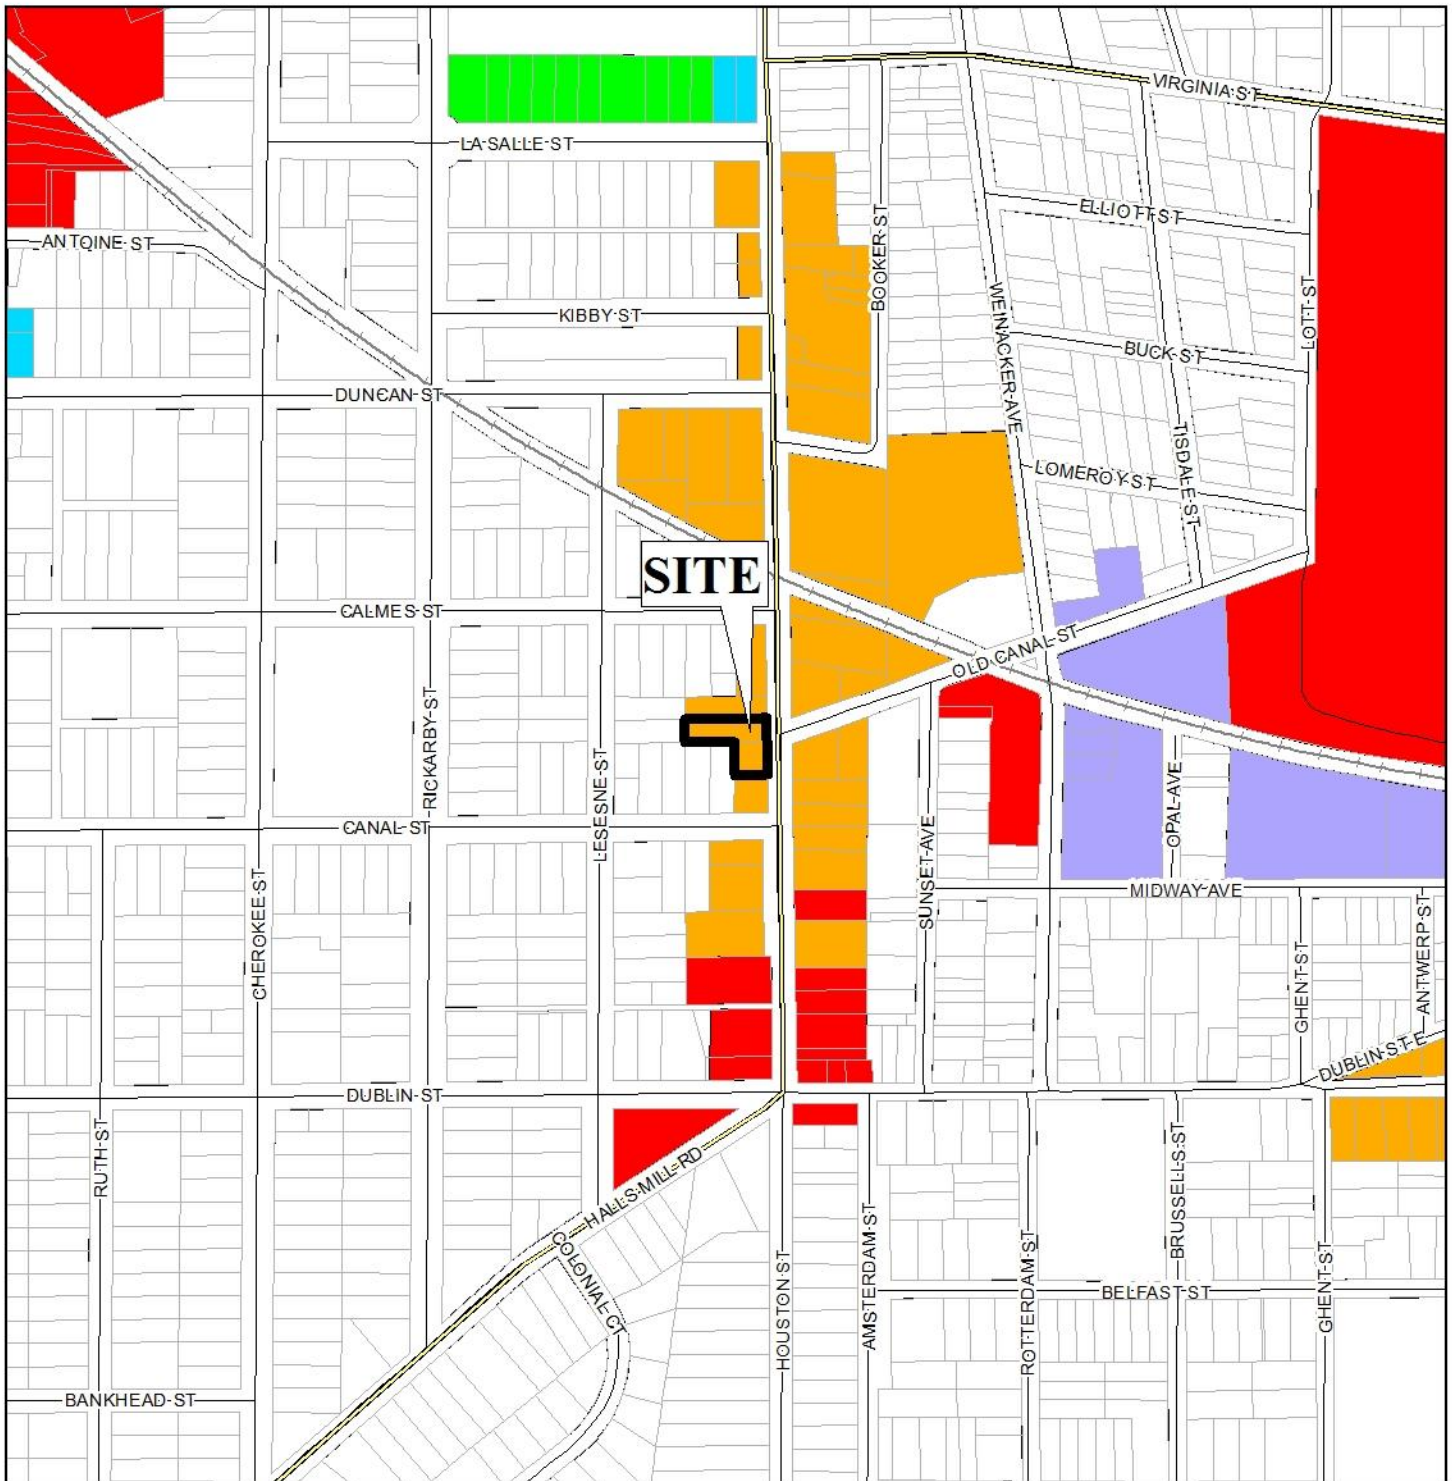 VIRGINIA ST
LA SALLE ST
ELLIOTT ST
ANTOINE ST
BOOKER ST
KIBBY ST
LOTT ST
WEINACKER AVE
BUCK ST
DUNCAN ST
TISDALE ST
LOMEROY ST
SITE
CALMES ST
OLD CANAL ST
RICKARBY ST
LESESNE ST
OPAL AVE
CANAL ST
SUNSET AVE
MIDWAY AVE
CHEROKEE ST
GHENT ST
ANTWERP ST
DUBLIN ST E
DUBLIN ST
RUTH ST
HALLS MILL RD
BRUSSELLS ST
AMSTERDAM ST
COLONIAL CT
HOUSTON ST
ROTTERDAM ST
GHENT ST
BELFAST ST
BANKHEAD ST